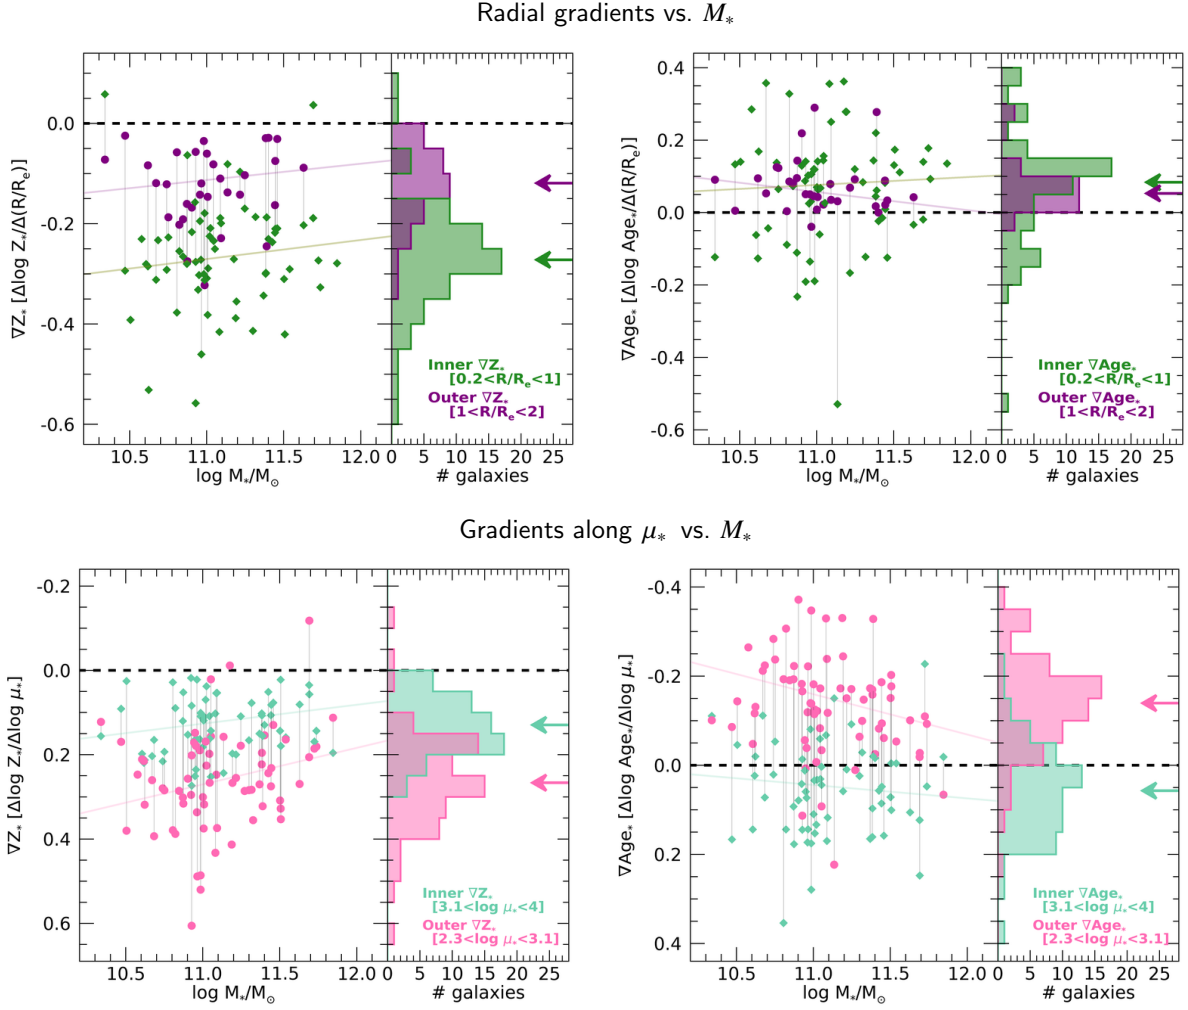 Radial gradients vs. M*
0.0
-0.2
-0.4
-0.6
∇Z* [Δlog Z*/Δ(R/Re)]
Inner ∇Z*
[0.2<R/Re<1]
Outer ∇Z*
[1<R/Re<2]
10.5 11.0 11.5 12.0
0 5 10 15 20 25
log M*/M⊙
# galaxies
0.4
0.2
0.0
-0.2
-0.4
-0.6
∇Age* [Δlog Age*/Δ(R/Re)]
Inner ∇Age*
[0.2<R/Re<1]
Outer ∇Age*
[1<R/Re<2]
10.5 11.0 11.5 12.0
0 5 10 15 20 25
log M*/M⊙
# galaxies
Gradients along μ* vs. M*
-0.2
0.0
0.2
0.4
0.6
∇Z* [Δlog Z*/Δlog μ*]
Inner ∇Z*
[3.1<log μ*<4]
Outer ∇Z*
[2.3<log μ*<3.1]
10.5 11.0 11.5 12.0
0 5 10 15 20 25
log M*/M⊙
# galaxies
-0.4
-0.2
0.0
0.2
0.4
∇Age* [Δlog Age*/Δlog μ*]
Inner ∇Age*
[3.1<log μ*<4]
Outer ∇Age*
[2.3<log μ*<3.1]
10.5 11.0 11.5 12.0
0 5 10 15 20 25
log M*/M⊙
# galaxies